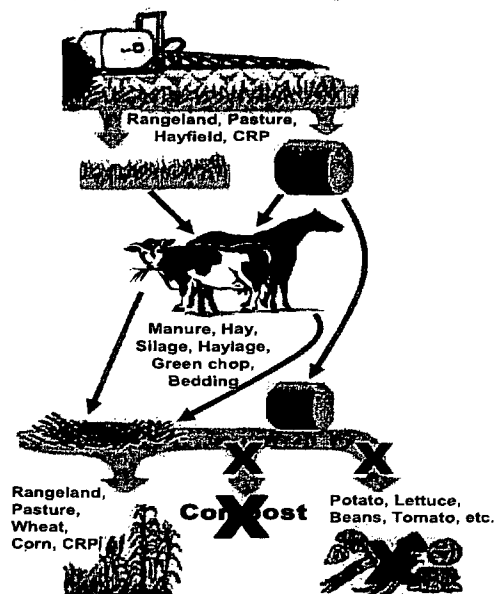 Rangeland, Pasture,
Hayfield, CRP
Manure, Hay,
Silage, Haylage,
Green chop,
Bedding
Rangeland,
Pasture,
Wheat,
Corn, CRP
X
X
Compost
X
Potato, Lettuce,
Beans, Tomato, etc.
X